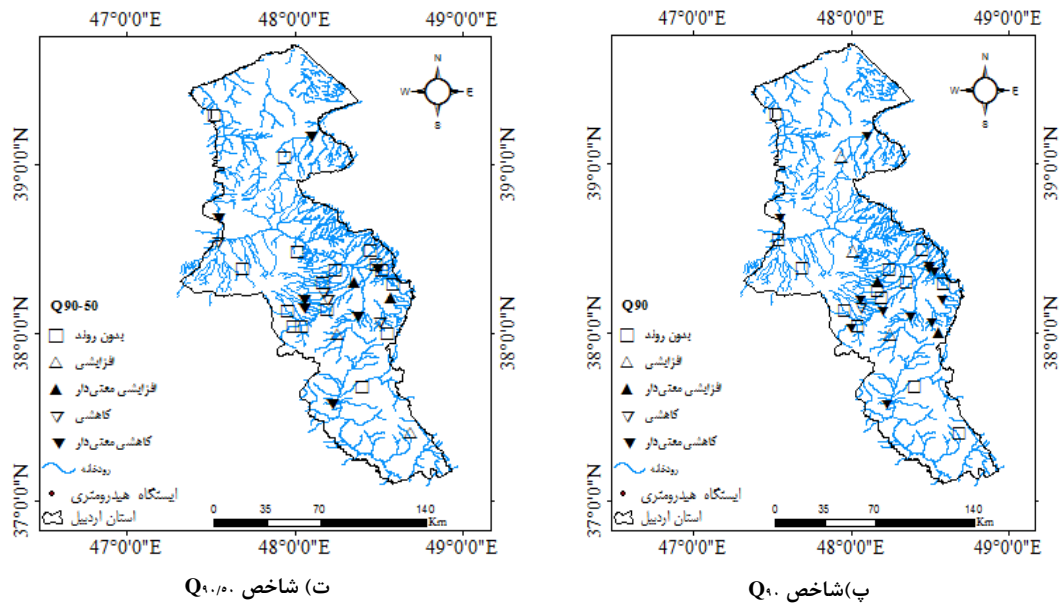 47°0'0"E 48°0'0"E 49°0'0"E
N
W E
S
39°0'0"N 39°0'0"N
38°0'0"N 38°0'0"N
37°0'0"N 37°0'0"N
Q90-50
بدون روند
افزایشی
افزایشی معنی‌دار
کاهشی
کاهشی معنی‌دار
رودخانه
ایستگاه هیدرومتری
استان اردبیل
0 35 70 140
Km
47°0'0"E 48°0'0"E 49°0'0"E
ت) شاخص Q۹۰/۵۰
47°0'0"E 48°0'0"E 49°0'0"E
N
W E
S
39°0'0"N 39°0'0"N
38°0'0"N 38°0'0"N
37°0'0"N 37°0'0"N
Q90
بدون روند
افزایشی
افزایشی معنی‌دار
کاهشی
کاهشی معنی‌دار
رودخانه
ایستگاه هیدرومتری
استان اردبیل
0 35 70 140
Km
47°0'0"E 48°0'0"E 49°0'0"E
پ)شاخص Q۹۰